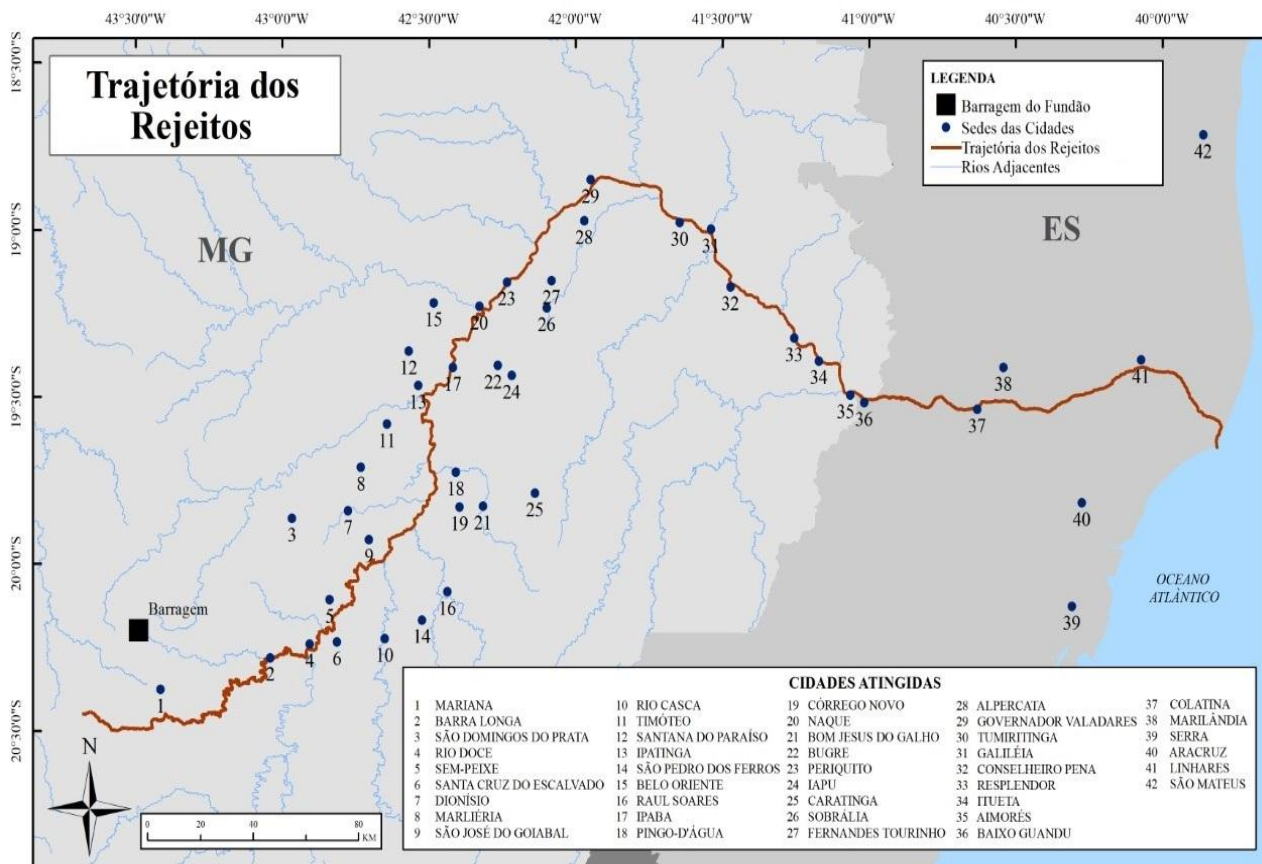 43°30'0"W 43°0'0"W 42°30'0"W 42°0'0"W 41°30'0"W 41°0'0"W 40°30'0"W 40°0'0"W
18°30'0"S
19°0'0"S
19°30'0"S
20°0'0"S
20°30'0"S
Trajetória dos
Rejeitos
LEGENDA
Barragem do Fundão
Sedes das Cidades
Trajetória dos Rejeitos
Rios Adjacentes
42
29
MG
ES
28
30
31
27
23
32
15
20
26
33
12
22
34
38
41
17
24
13
35
36
37
11
8
18
25
3
7
19
21
40
9
OCEANO
ATLÂNTICO
5
16
Barragem
39
14
2
4
6
10
1
N
0 20 40 80
KM
CIDADES ATINGIDAS
1 MARIANA
2 BARRA LONGA
3 SÃO DOMINGOS DO PRATA
4 RIO DOCE
5 SEM-PEIXE
6 SANTA CRUZ DO ESCALVADO
7 DIONÍSIO
8 MARLIÉRIA
9 SÃO JOSÉ DO GOIABAL
10 RIO CASCA
11 TIMÓTEO
12 SANTANA DO PARAÍSO
13 IPATINGA
14 SÃO PEDRO DOS FERROS
15 BELO ORIENTE
16 RAUL SOARES
17 IPABA
18 PINGO-D'ÁGUA
19 CÓRREGO NOVO
20 NAQUE
21 BOM JESUS DO GALHO
22 BUGRE
23 PERIQUITO
24 IAPU
25 CARATINGA
26 SOBRÁLIA
27 FERNANDES TOURINHO
28 ALPERCATA
29 GOVERNADOR VALADARES
30 TUMIRITINGA
31 GALILÉIA
32 CONSELHEIRO PENA
33 RESPLENDOR
34 ITUETA
35 AIMORÉS
36 BAIXO GUANDU
37 COLATINA
38 MARILÂNDIA
39 SERRA
40 ARACRUZ
41 LINHARES
42 SÃO MATEUS